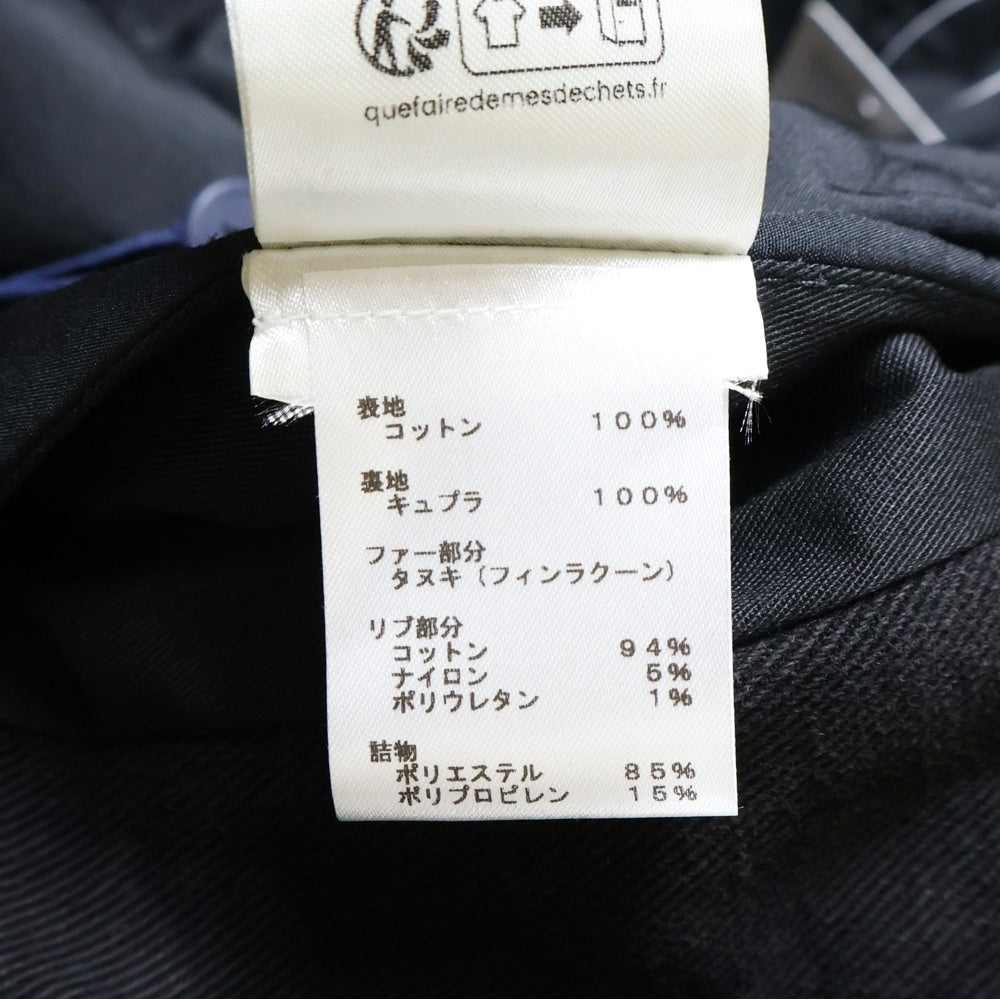 quefairedemesdechets.fr
表地
コットン １００％
裏地
キュプラ １００％
ファー部分
タヌキ（フィンラクーン）
リブ部分
コットン ９４％
ナイロン ５％
ポリウレタン １％
詰物
ポリエステル ８５％
ポリプロピレン １５％